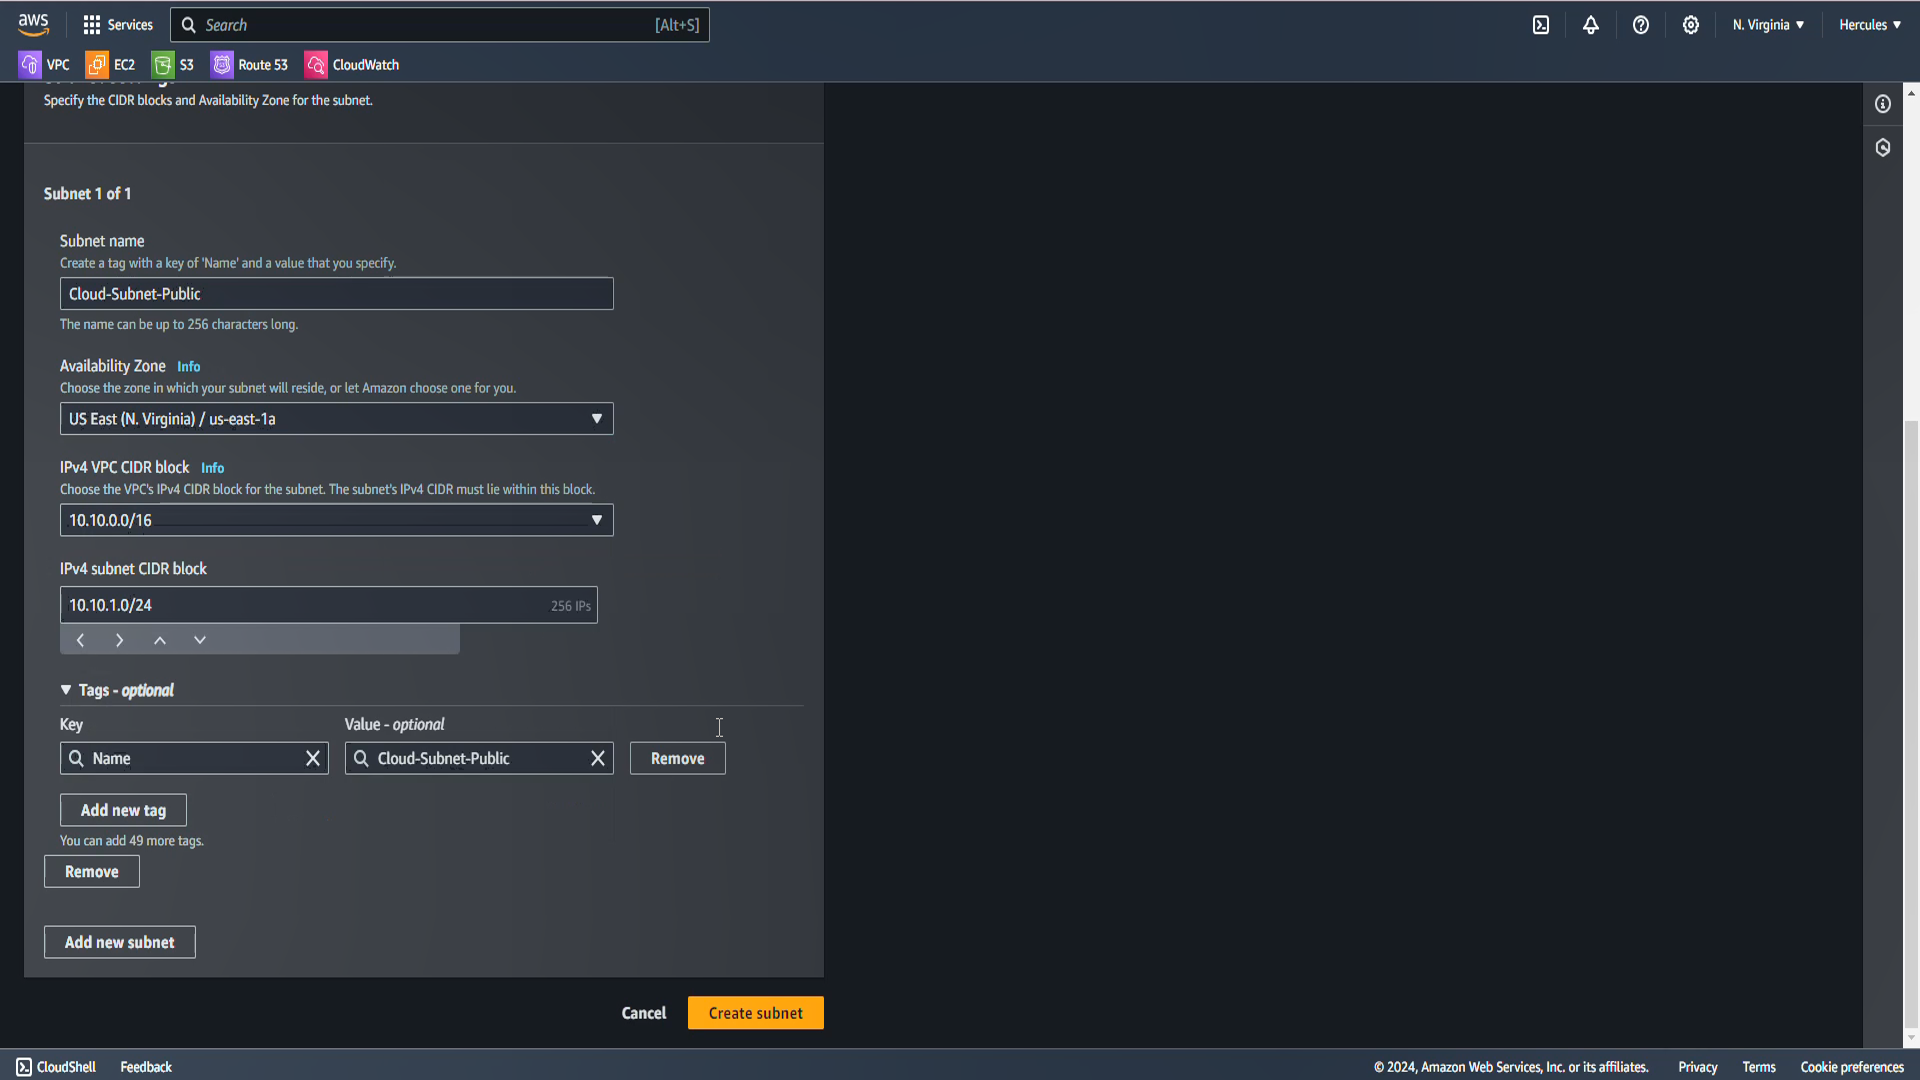 aws
Services
Search
[Alt+S]
N. Virginia
Hercules
VPC
EC2
S3
Route 53
CloudWatch
Specify the CIDR blocks and Availability Zone for the subnet.
Subnet 1 of 1
Subnet name
Create a tag with a key of 'Name' and a value that you specify.
Cloud-Subnet-Public
The name can be up to 256 characters long.
Availability Zone Info
Choose the zone in which your subnet will reside, or let Amazon choose one for you.
US East (N. Virginia) / us-east-1a
IPv4 VPC CIDR block Info
Choose the VPC's IPv4 CIDR block for the subnet. The subnet's IPv4 CIDR must lie within this block.
10.10.0.0/16
IPv4 subnet CIDR block
10.10.1.0/24
256 IPs
Tags - optional
Key
Value - optional
Name
Cloud-Subnet-Public
Remove
Add new tag
You can add 49 more tags.
Remove
Add new subnet
Cancel
Create subnet
CloudShell
Feedback
© 2024, Amazon Web Services, Inc. or its affiliates.
Privacy
Terms
Cookie preferences